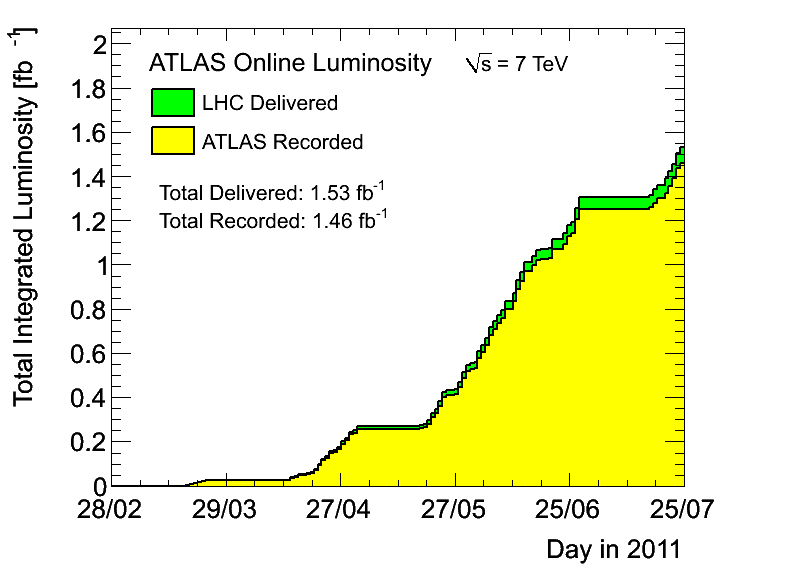 Total Integrated Luminosity [fb -1]
2
1.8
1.6
1.4
1.2
1
0.8
0.6
0.4
0.2
0
ATLAS Online Luminosity √s = 7 TeV
LHC Delivered
ATLAS Recorded
Total Delivered: 1.53 fb-1
Total Recorded: 1.46 fb-1
28/02 29/03 27/04 27/05 25/06 25/07
Day in 2011